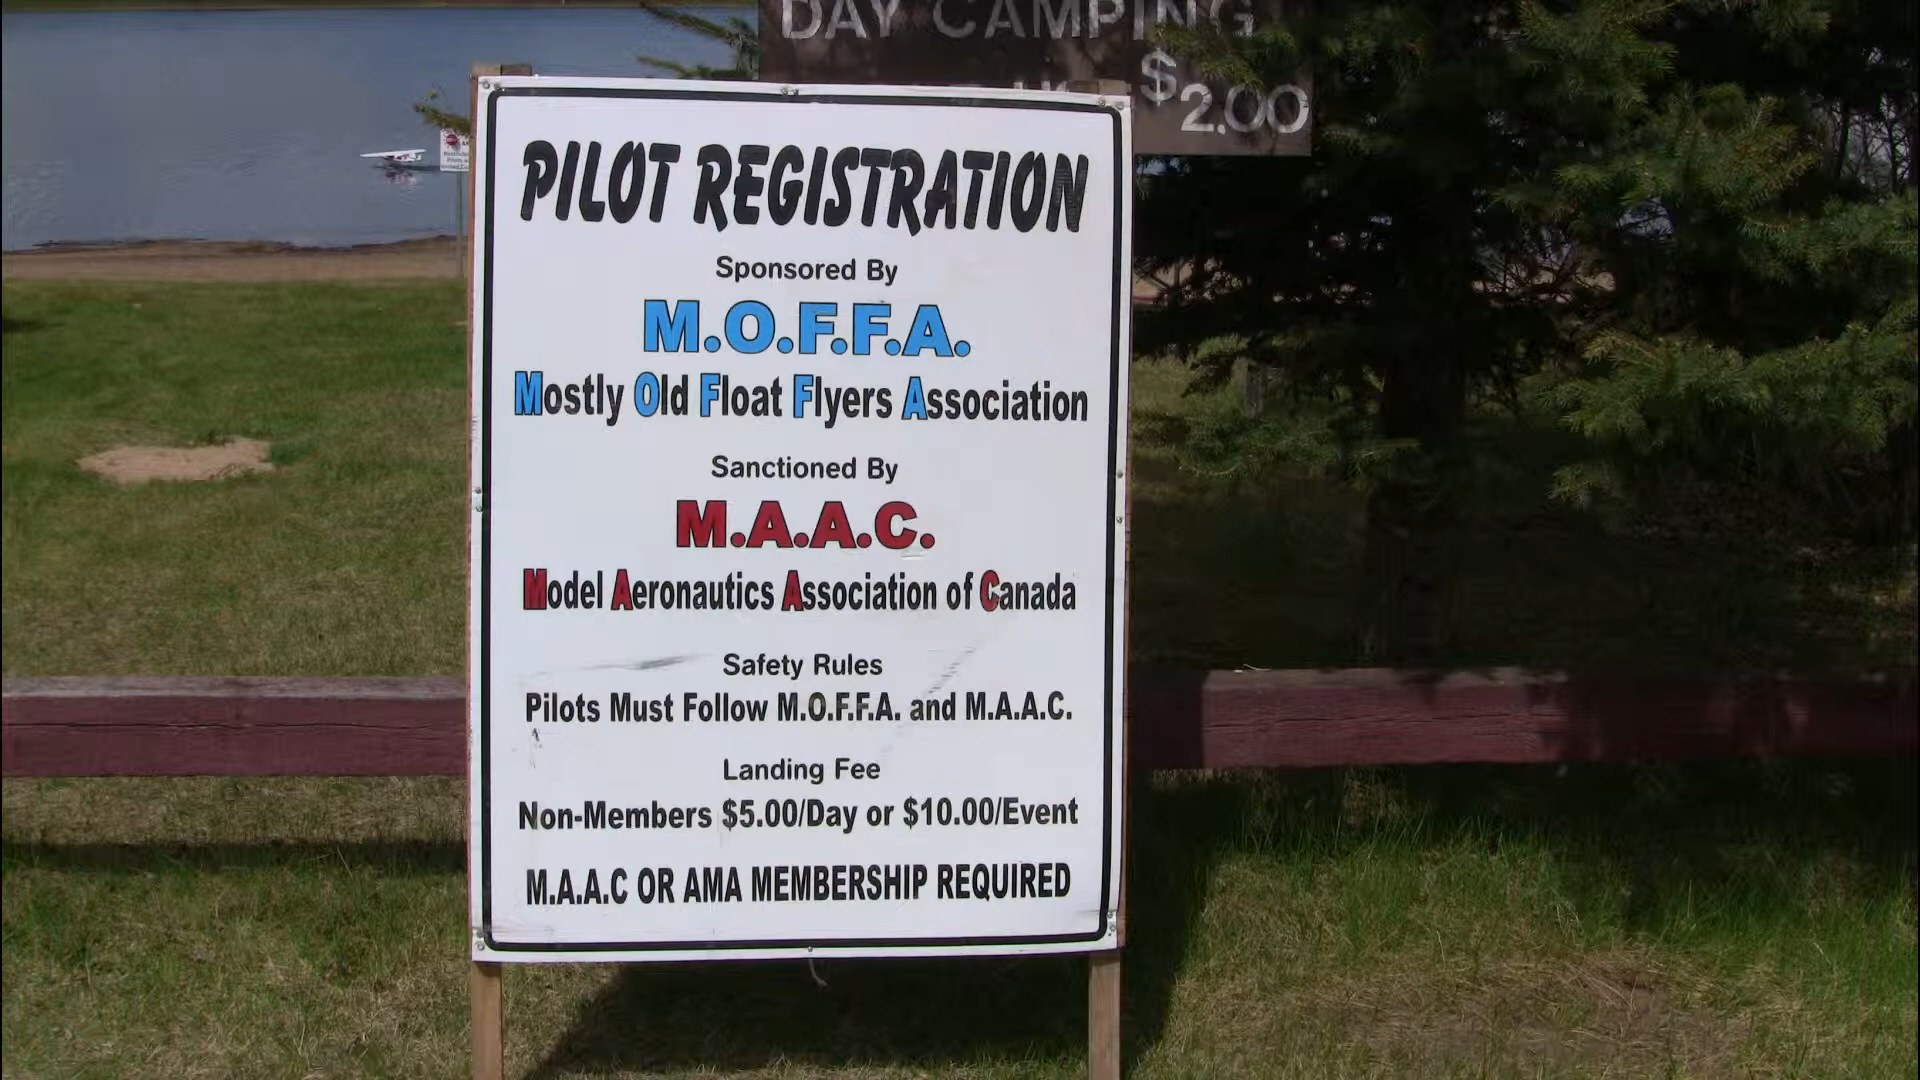 DAY CAMPING
$2.00
PILOT REGISTRATION
Sponsored By
M.O.F.F.A.
Mostly Old Float Flyers Association
Sanctioned By
M.A.A.C.
Model Aeronautics Association of Canada
Safety Rules
Pilots Must Follow M.O.F.F.A. and M.A.A.C.
Landing Fee
Non-Members $5.00/Day or $10.00/Event
M.A.A.C OR AMA MEMBERSHIP REQUIRED